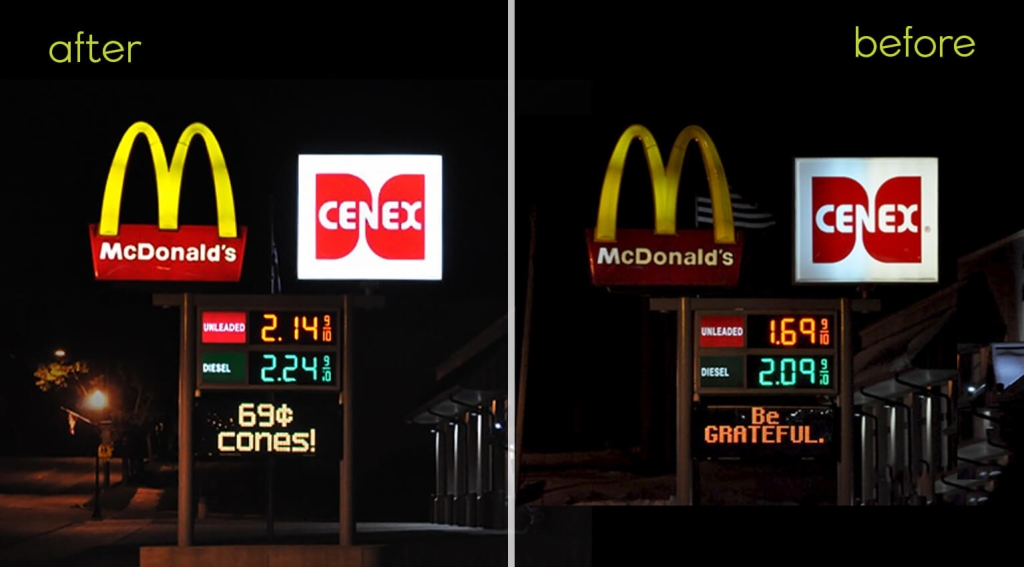 after
McDonald's
CENEX
UNLEADED 2.14 9/10
DIESEL 2.24 9/10
69¢
cones!
before
McDonald's
CENEX®
UNLEADED 1.69 9/10
DIESEL 2.09 9/10
Be
GRATEFUL.